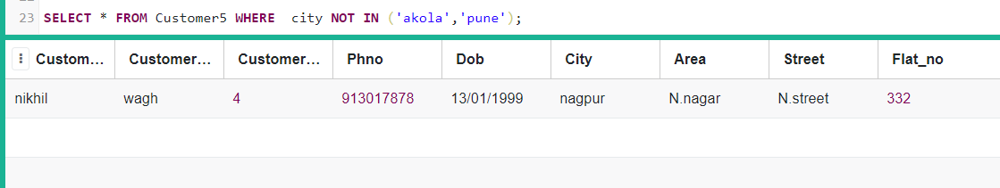 23 SELECT * FROM Customer5 WHERE  city NOT IN ('akola','pune');
Custom... Customer... Customer... Phno Dob City Area Street Flat_no
nikhil wagh 4 913017878 13/01/1999 nagpur N.nagar N.street 332